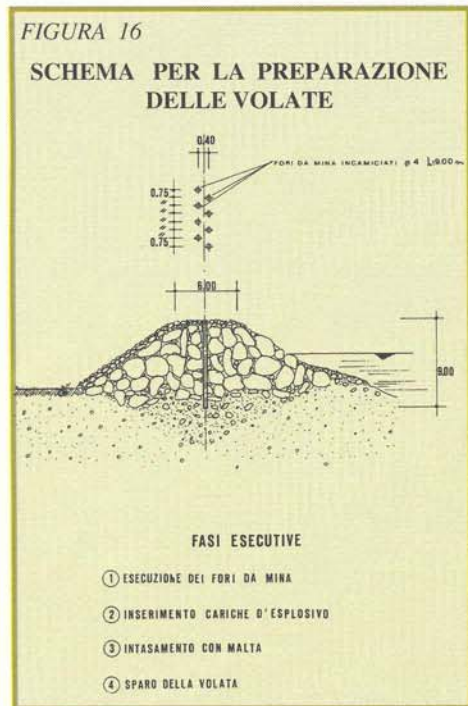 FIGURA 16
SCHEMA PER LA PREPARAZIONE
DELLE VOLATE
0.40
FORI DA MINA INCAMICIATI ø 4 L=9.00 m
0.75
0.75
6.00
9.00
FASI ESECUTIVE
1 ESECUZIONE DEI FORI DA MINA
2 INSERIMENTO CARICHE D'ESPLOSIVO
3 INTASAMENTO CON MALTA
4 SPARO DELLA VOLATA